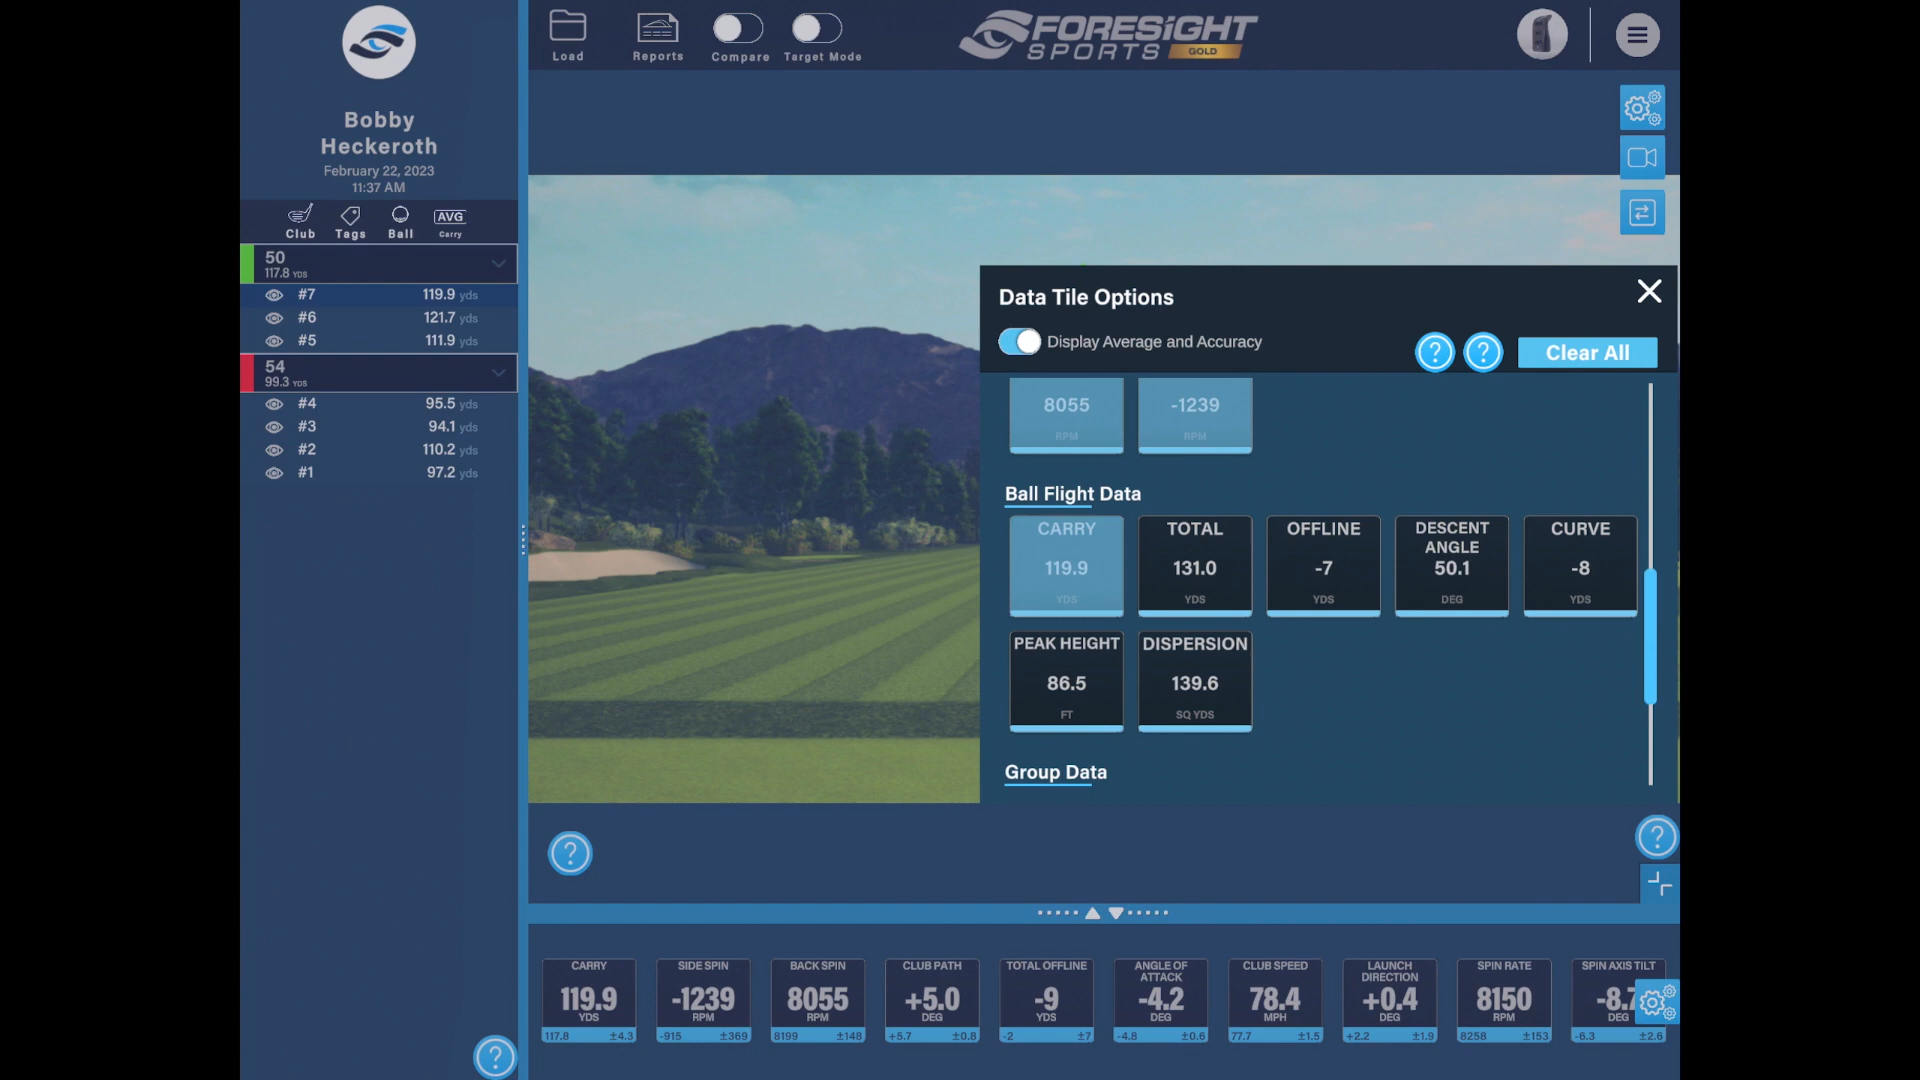 Load
Reports
Compare
Target Mode
FORESiGHT
SPORTS GOLD
Bobby
Heckeroth
February 22, 2023
11:37 AM
Club
Tags
Ball
AVG
Carry
50
117.8 YDS
#7 119.9 yds
#6 121.7 yds
#5 111.9 yds
54
99.3 YDS
#4 95.5 yds
#3 94.1 yds
#2 110.2 yds
#1 97.2 yds
Data Tile Options
Display Average and Accuracy
? ? Clear All
8055 -1239
RPM RPM
Ball Flight Data
CARRY TOTAL OFFLINE DESCENT CURVE
ANGLE
119.9 131.0 -7 50.1 -8
YDS YDS YDS DEG YDS
PEAK HEIGHT DISPERSION
86.5 139.6
FT SQ YDS
Group Data
? ?
CARRY SIDE SPIN BACK SPIN CLUB PATH TOTAL OFFLINE ANGLE OF CLUB SPEED LAUNCH SPIN RATE SPIN AXIS TILT
ATTACK DIRECTION
119.9 -1239 8055 +5.0 -9 -4.2 78.4 +0.4 8150 -8.7
YDS RPM RPM DEG YDS DEG MPH DEG RPM DEG
117.8 ±4.3 -915 ±369 8199 ±148 +5.7 ±0.8 -2 ±7 -4.8 ±0.6 77.7 ±1.5 +2.2 ±1.9 8258 ±153 -6.3 ±2.6
?